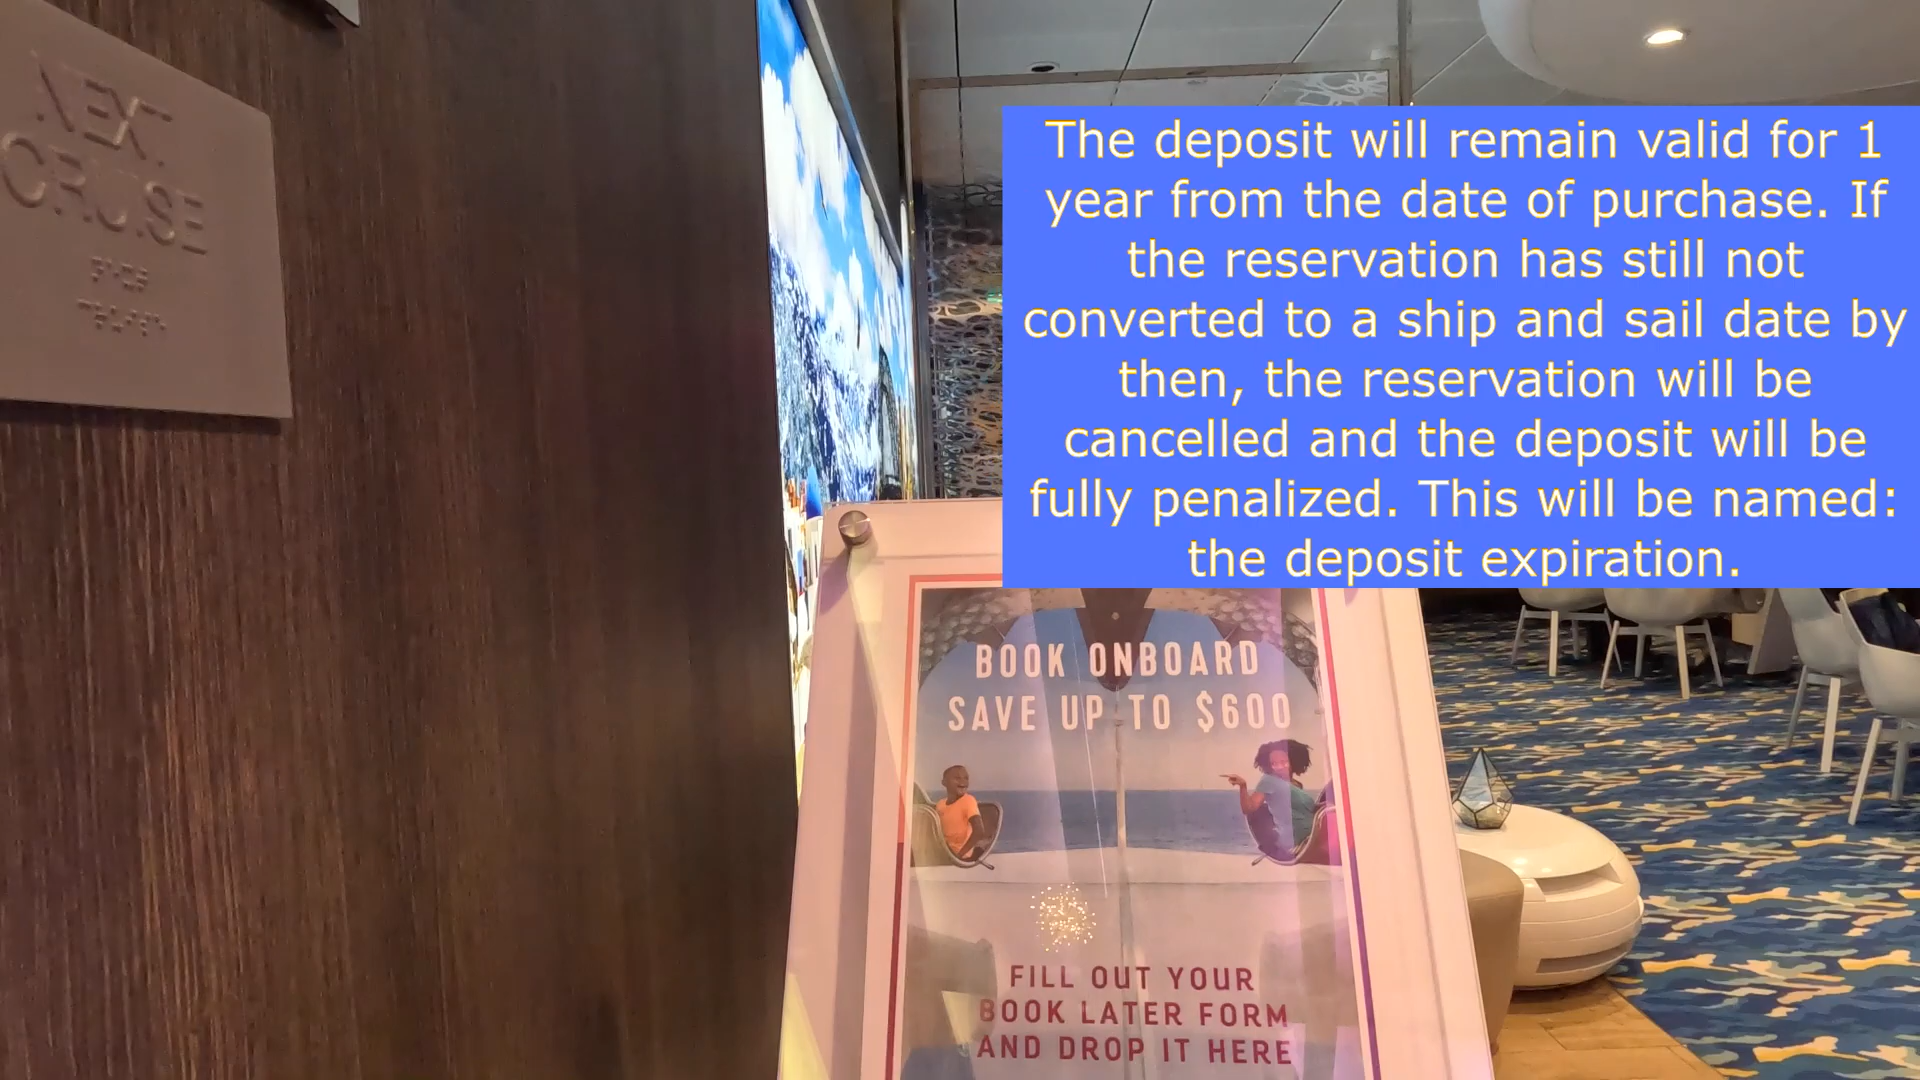 NEXT
CRUISE
The deposit will remain valid for 1
year from the date of purchase. If
the reservation has still not
converted to a ship and sail date by
then, the reservation will be
cancelled and the deposit will be
fully penalized. This will be named:
the deposit expiration.
BOOK ONBOARD
SAVE UP TO $600
FILL OUT YOUR
BOOK LATER FORM
AND DROP IT HERE